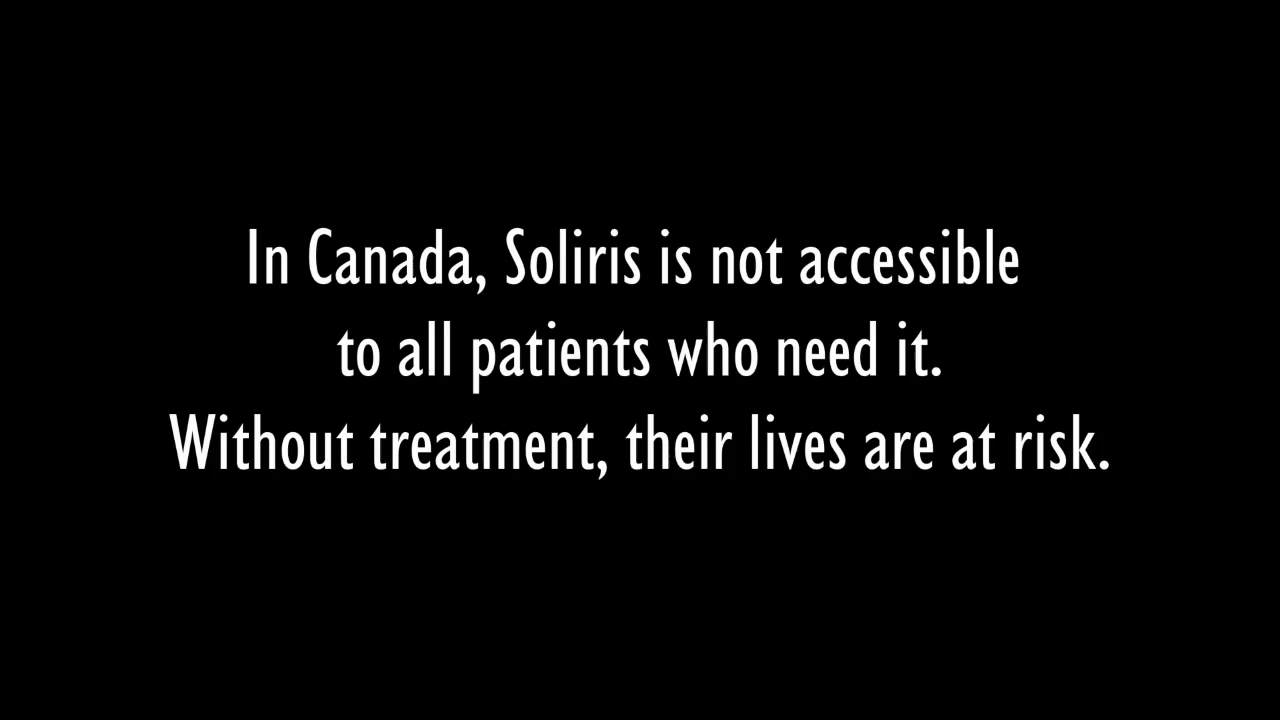 In Canada, Soliris is not accessible
to all patients who need it.
Without treatment, their lives are at risk.